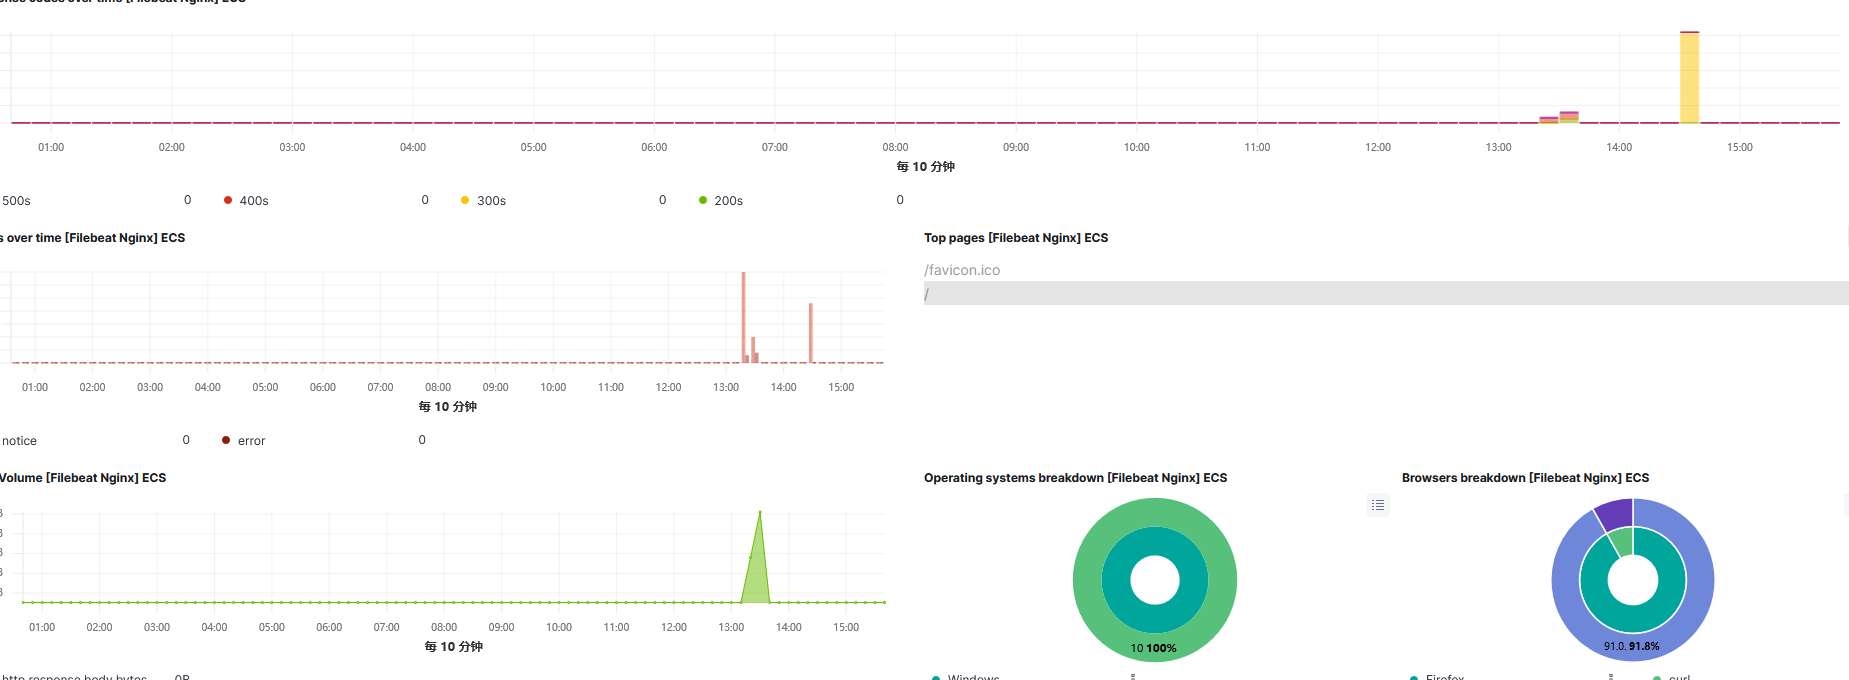 over time [Filebeat Nginx] ECS
01:00 02:00 03:00 04:00 05:00 06:00 07:00 08:00 09:00 10:00 11:00 12:00 13:00 14:00 15:00
每 10 分钟
500s 0 400s 0 300s 0 200s 0
s over time [Filebeat Nginx] ECS
Top pages [Filebeat Nginx] ECS
/favicon.ico
/
01:00 02:00 03:00 04:00 05:00 06:00 07:00 08:00 09:00 10:00 11:00 12:00 13:00 14:00 15:00
每 10 分钟
notice 0 error 0
Volume [Filebeat Nginx] ECS
Operating systems breakdown [Filebeat Nginx] ECS
Browsers breakdown [Filebeat Nginx] ECS
01:00 02:00 03:00 04:00 05:00 06:00 07:00 08:00 09:00 10:00 11:00 12:00 13:00 14:00 15:00
每 10 分钟
10 100%
91.0. 91.8%
http.response.body.bytes 0B
Windows
Firefox curl